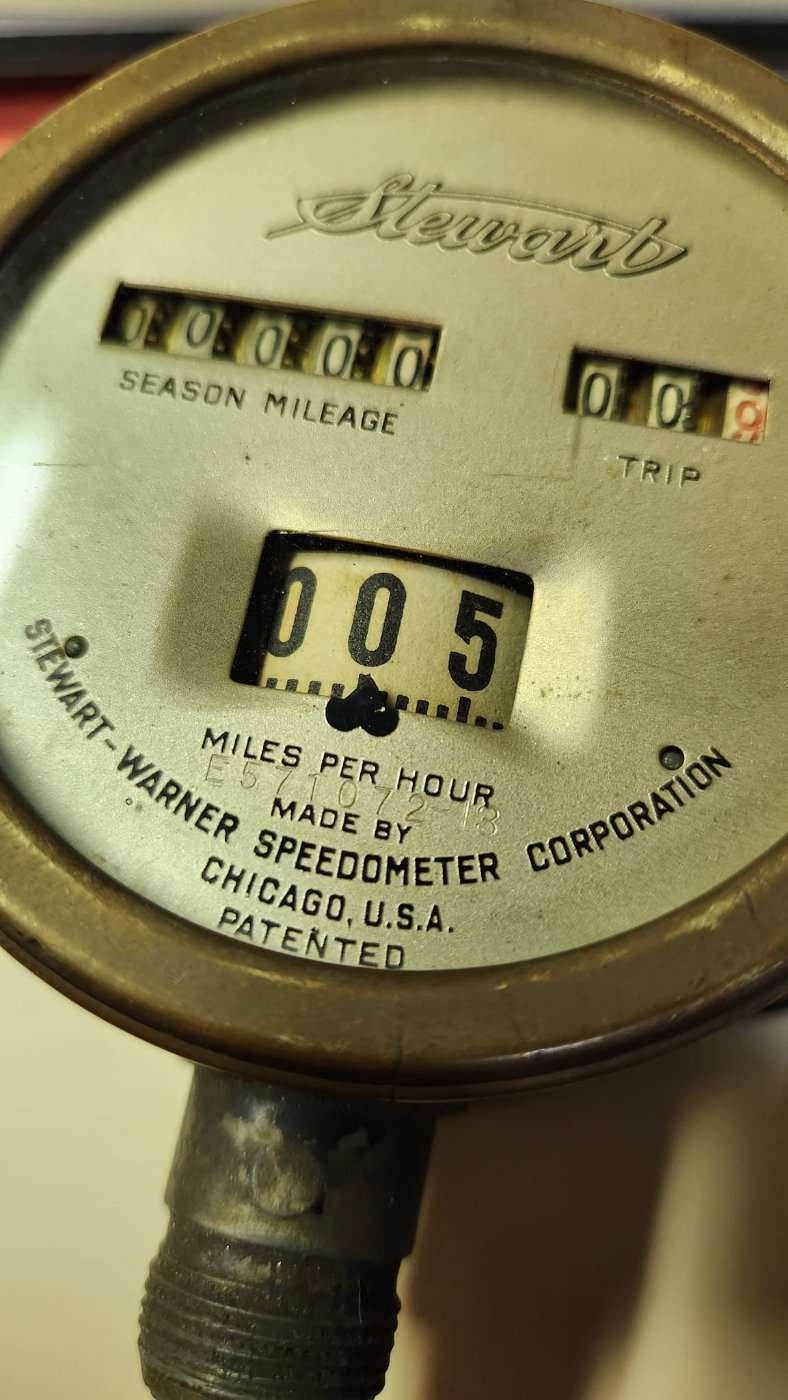 Stewart
00000
SEASON MILEAGE
009
TRIP
005
MILES PER HOUR
E571072-13
MADE BY
STEWART-WARNER SPEEDOMETER CORPORATION
CHICAGO, U.S.A.
PATENTED